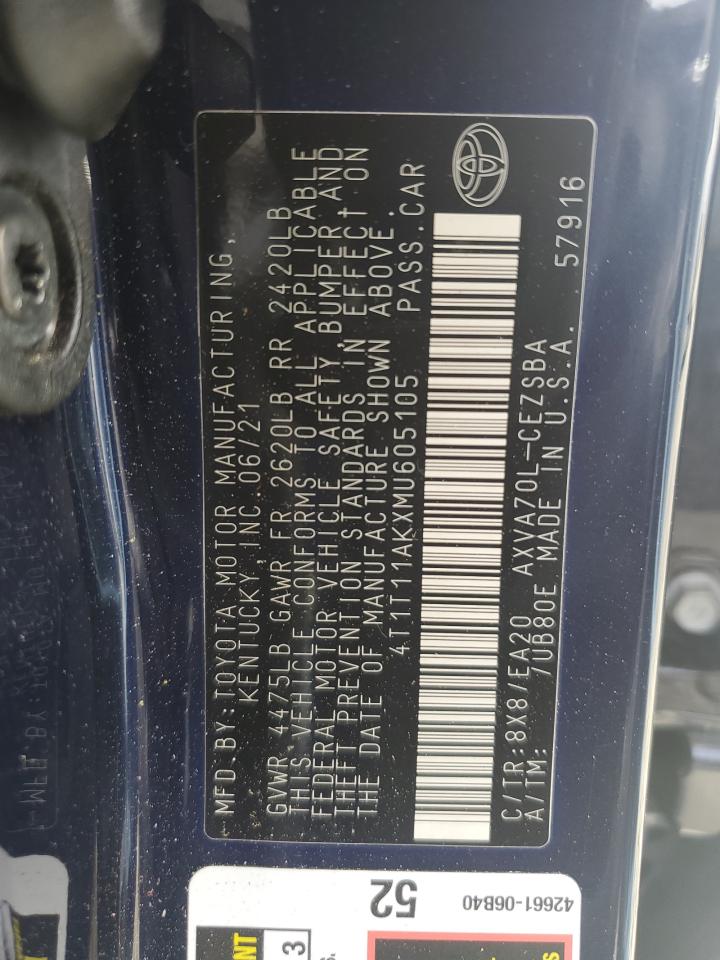 MFD.BY:TOYOTA MOTOR MANUFACTURING,
KENTUCKY, INC. 06/21
GVWR 4475LB GAWR FR 2620LB RR 2420LB
THIS VEHICLE CONFORMS TO ALL APPLICABLE
FEDERAL MOTOR VEHICLE SAFETY, BUMPER, AND
THEFT PREVENTION STANDARDS IN EFFECT ON
THE DATE OF MANUFACTURE SHOWN ABOVE.
4T1T11AKXMU605105 PASS.CAR
C/TR:8X8/EA20 AXVA70L-CEZSBA 57916
A/TM: UB80E MADE IN U.S.A.
52
42661-06B40
3